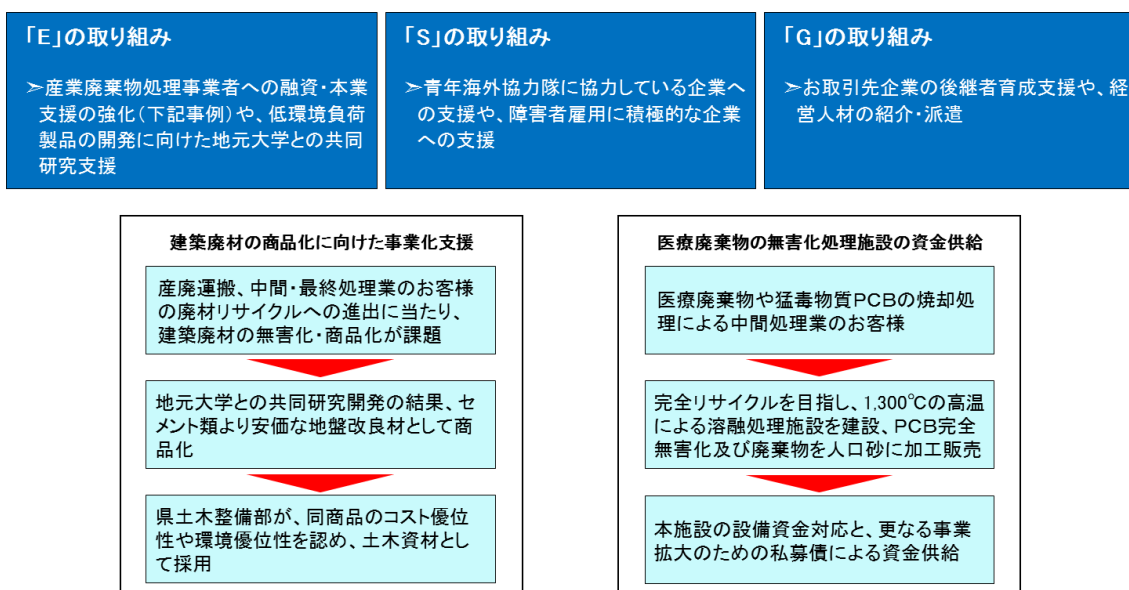 「E」の取り組み
➢産業廃棄物処理事業者への融資・本業
支援の強化(下記事例)や、低環境負荷
製品の開発に向けた地元大学との共同
研究支援
「S」の取り組み
➢青年海外協力隊に協力している企業へ
の支援や、障害者雇用に積極的な企業
への支援
「G」の取り組み
➢お取引先企業の後継者育成支援や、経
営人材の紹介・派遣
建築廃材の商品化に向けた事業化支援
産廃運搬、中間・最終処理業のお客様
の廃材リサイクルへの進出に当たり、
建築廃材の無害化・商品化が課題
地元大学との共同研究開発の結果、セ
メント類より安価な地盤改良材として商
品化
県土木整備部が、同商品のコスト優位
性や環境優位性を認め、土木資材とし
て採用
医療廃棄物の無害化処理施設の資金供給
医療廃棄物や猛毒物質PCBの焼却処
理による中間処理業のお客様
完全リサイクルを目指し、1,300℃の高温
による溶融処理施設を建設、PCB完全
無害化及び廃棄物を人口砂に加工販売
本施設の設備資金対応と、更なる事業
拡大のための私募債による資金供給